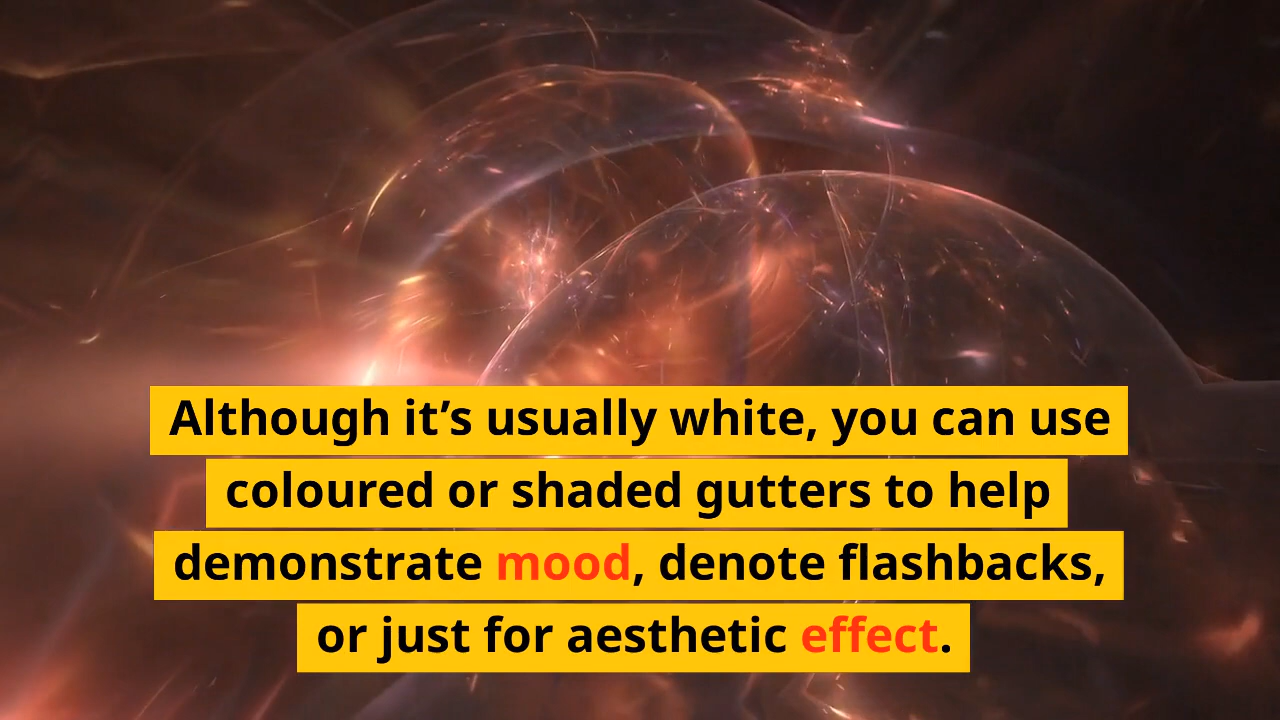 Although it’s usually white, you can use
coloured or shaded gutters to help
demonstrate mood, denote flashbacks,
or just for aesthetic effect.